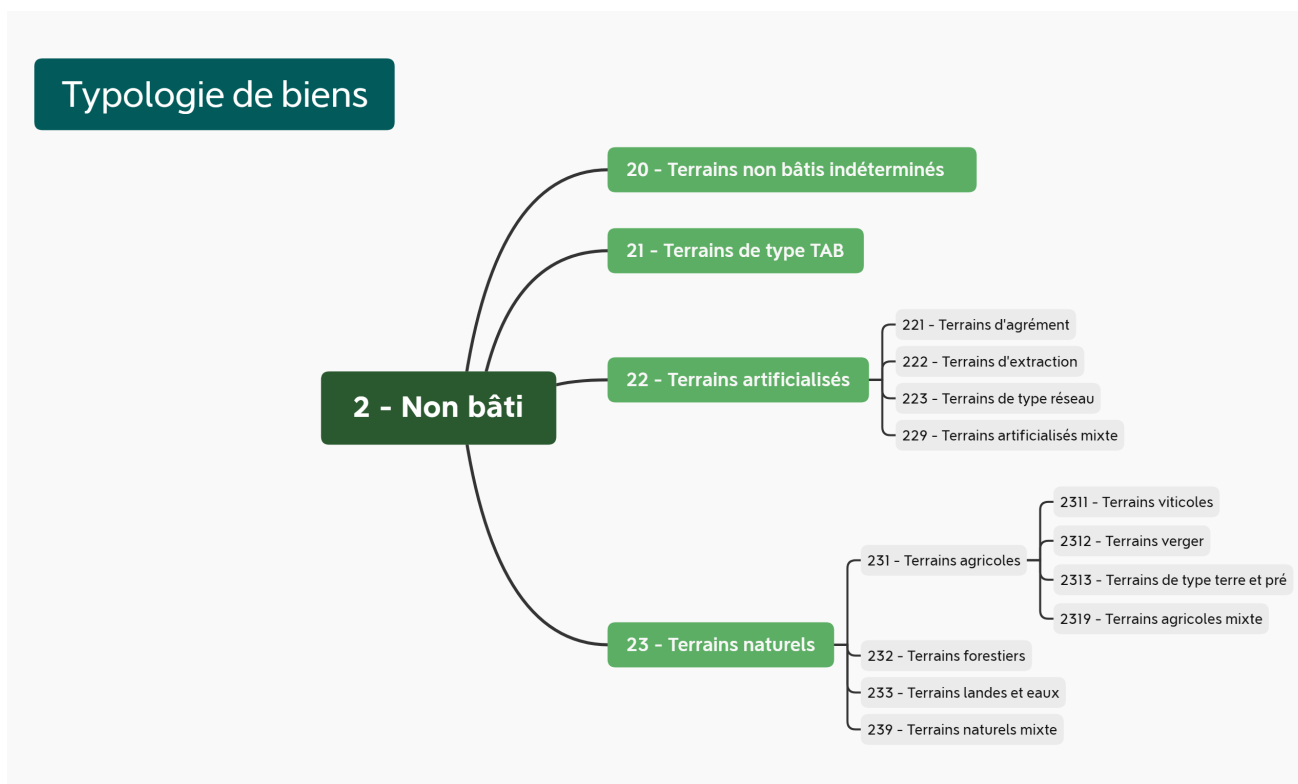 Typologie de biens
20 - Terrains non bâtis indéterminés
21 - Terrains de type TAB
2 - Non bâti
22 - Terrains artificialisés
221 - Terrains d'agrément
222 - Terrains d'extraction
223 - Terrains de type réseau
229 - Terrains artificialisés mixte
23 - Terrains naturels
231 - Terrains agricoles
2311 - Terrains viticoles
2312 - Terrains verger
2313 - Terrains de type terre et pré
2319 - Terrains agricoles mixte
232 - Terrains forestiers
233 - Terrains landes et eaux
239 - Terrains naturels mixte